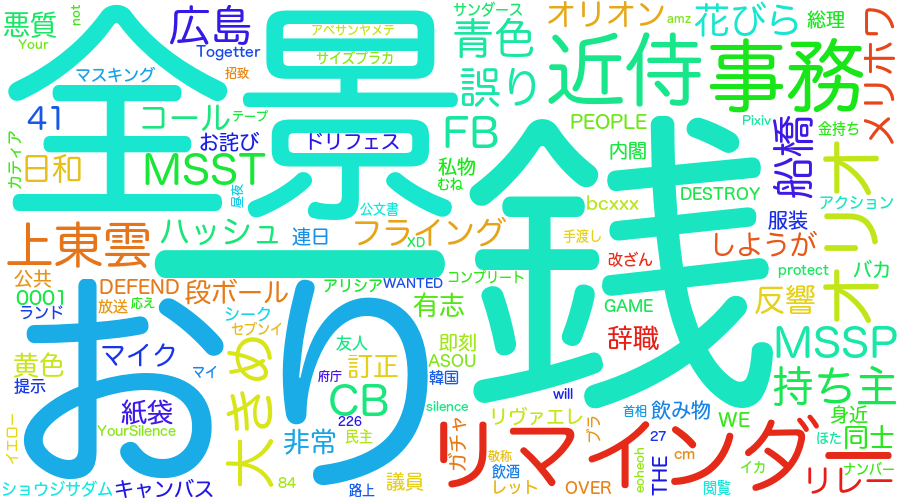 悪質
広島
サンダース
オリオン
amz
花びら
総理
メリホワ
Your
not
Togetter
アベサンヤメテ
サイズプラカ
青色
誤り
近侍
事務
全景
マスキング
招致
41
コール
テープ
お詫び
ドリフェス
FB
PEOPLE
Pixiv
船橋
金持ち
オリオ
カティア
日和
MSST
昼夜
私物
むね
内閣
DESTROY
アクション
一銭
公文書
bcxxx
服装
上東雲
ハッシュ
連日
フライング
XD
手渡し
しようが
公共
DEFEND
段ボール
アリシア
WANTED
コンプリート
改ざん
protect
バカ
0001
ランド
放送
応え
シーク
セブンイ
有志
GAME
反響
おり
黄色
マイク
マイ
大きめ
友人
即刻
ASOU
辞職
MSSP
提示
紙袋
府庁
訂正
韓国
CB
will
持ち主
YourSilence
226
silence
リヴァエレ
首相
飲み物
WE
身近
イエロー
非常
民主
ガチャ
リマインダー
プラ
27
ほた
同士
ショウジサダム
キャンバス
84
路上
議員
敬称
飲酒
レット
OVER
eoheoh
THE
cm
閲覧
イカ
リレー
ナンバー